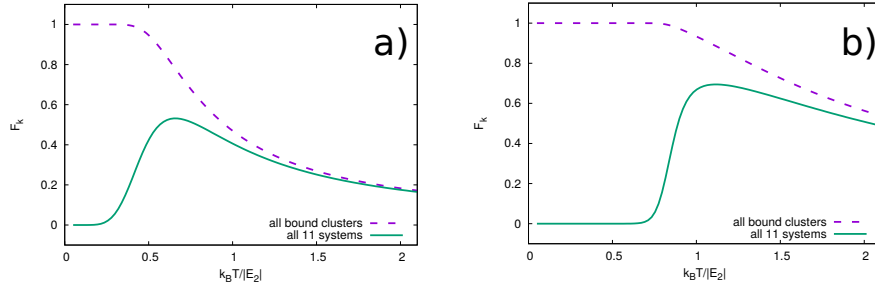 a)
1
0.8
0.6
0.4
0.2
0
F_k
all bound clusters
all 11 systems
0 0.5 1 1.5 2
k_BT/|E_2|
b)
1
0.8
0.6
0.4
0.2
0
F_k
all bound clusters
all 11 systems
0 0.5 1 1.5 2
k_BT/|E_2|